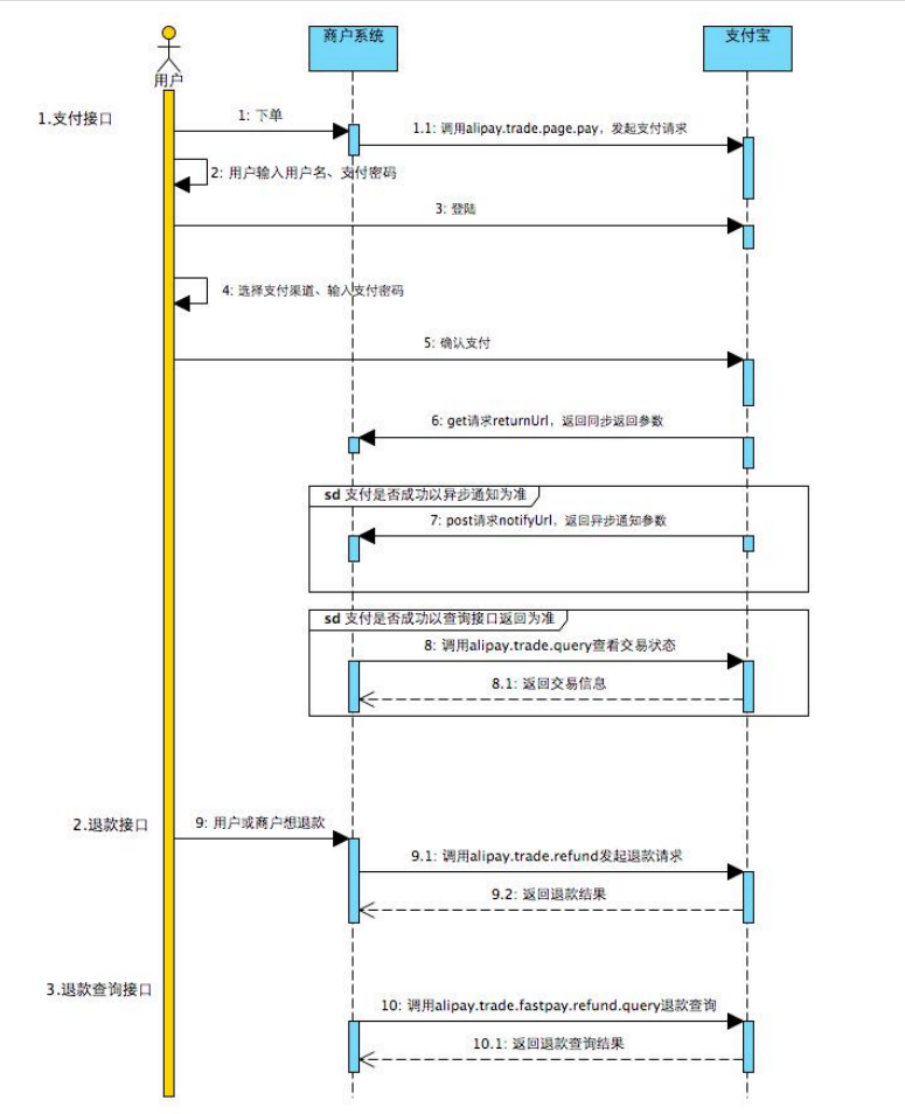 商户系统
支付宝
用户
1.支付接口
1: 下单
1.1: 调用alipay.trade.page.pay，发起支付请求
2: 用户输入用户名、支付密码
3: 登陆
4: 选择支付渠道、输入支付密码
5: 确认支付
6: get请求returnUrl，返回同步返回参数
sd 支付是否成功以异步通知为准
7: post请求notifyUrl，返回异步通知参数
sd 支付是否成功以查询接口返回为准
8: 调用alipay.trade.query查看交易状态
8.1: 返回交易信息
2.退款接口
9: 用户或商户想退款
9.1: 调用alipay.trade.refund发起退款请求
9.2: 返回退款结果
3.退款查询接口
10: 调用alipay.trade.fastpay.refund.query退款查询
10.1: 返回退款查询结果